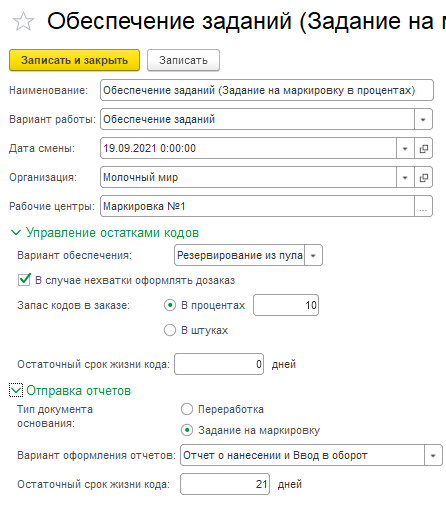 Обеспечение заданий (Задание на м
Записать и закрыть Записать
Наименование: Обеспечение заданий (Задание на маркировку в процентах)
Вариант работы: Обеспечение заданий
Дата смены: 19.09.2021 0:00:00
Организация: Молочный мир
Рабочие центры: Маркировка №1 ...
Управление остатками кодов
Вариант обеспечения: Резервирование из пула
В случае нехватки оформлять дозаказ
Запас кодов в заказе: В процентах 10
В штуках
Остаточный срок жизни кода: 0 дней
Отправка отчетов
Тип документа основания: Переработка
Задание на маркировку
Вариант оформления отчетов: Отчет о нанесении и Ввод в оборот
Остаточный срок жизни кода: 21 дней